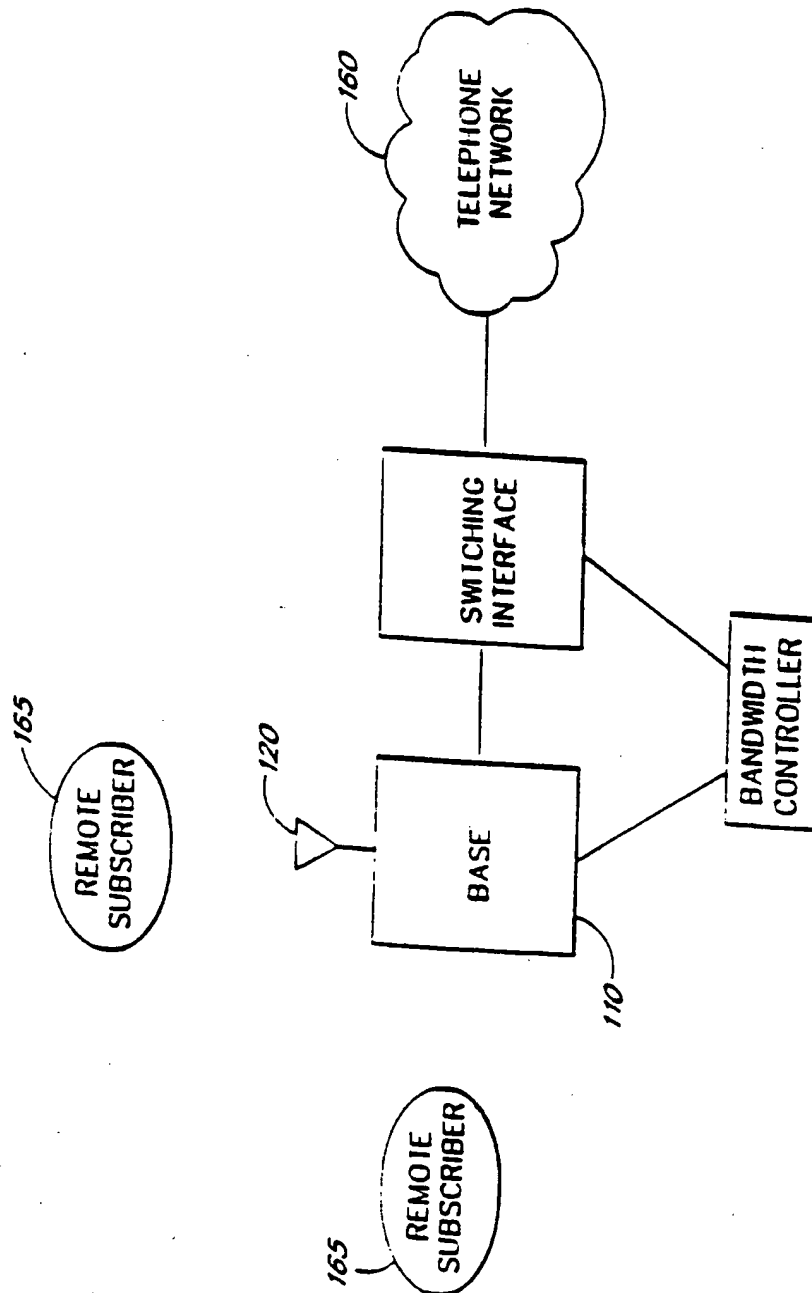 165
REMOTE
SUBSCRIBER
165
REMOTE
SUBSCRIBER
120
BASE
110
SWITCHING
INTERFACE
160
TELEPHONE
NETWORK
BANDWIDTH
CONTROLLER